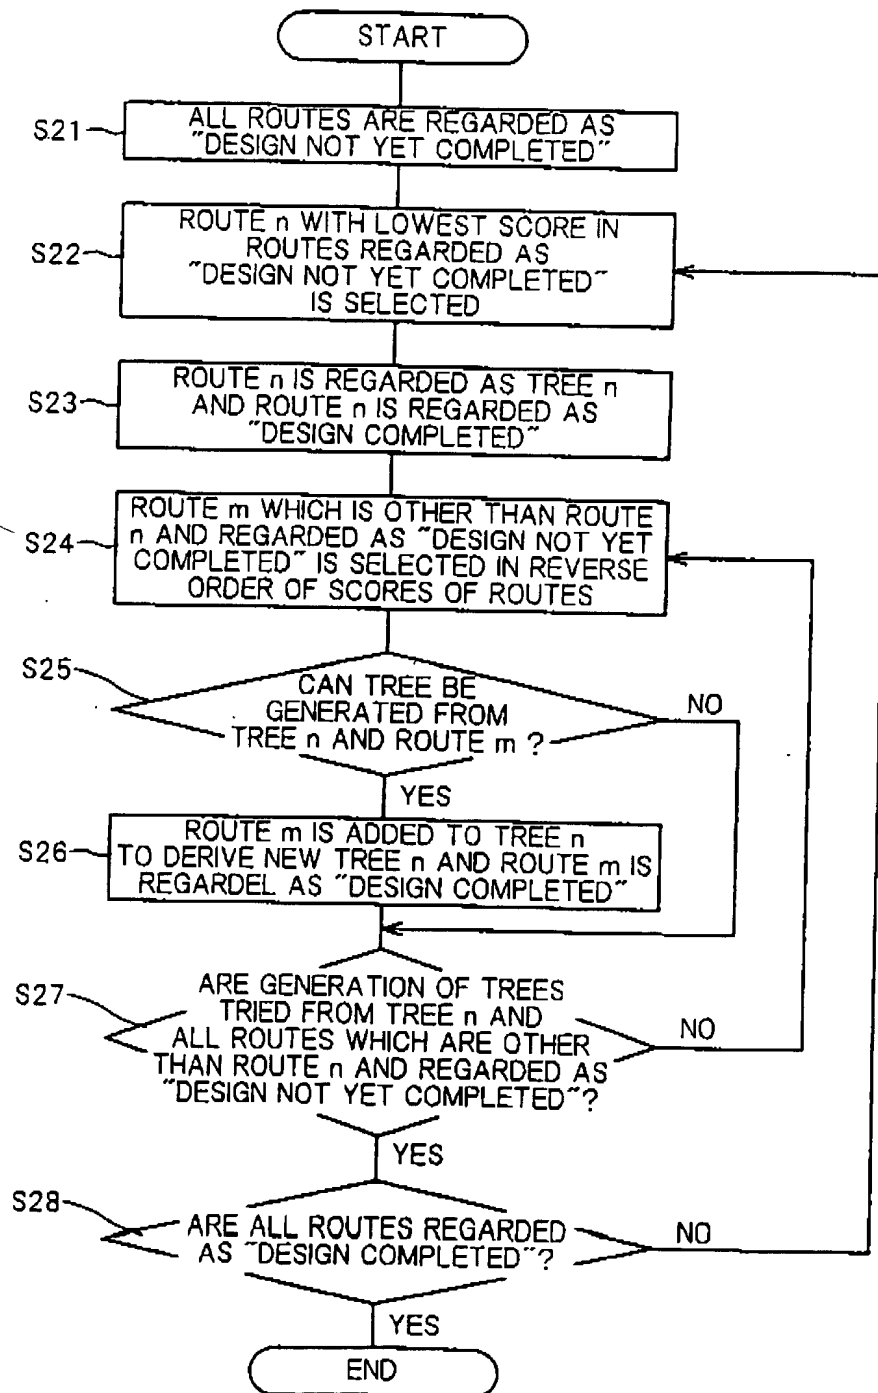 START
S21
ALL ROUTES ARE REGARDED AS
"DESIGN NOT YET COMPLETED"
S22
ROUTE n WITH LOWEST SCORE IN
ROUTES REGARDED AS
"DESIGN NOT YET COMPLETED"
IS SELECTED
S23
ROUTE n IS REGARDED AS TREE n
AND ROUTE n IS REGARDED AS
"DESIGN COMPLETED"
S24
ROUTE m WHICH IS OTHER THAN ROUTE
n AND REGARDED AS "DESIGN NOT YET
COMPLETED" IS SELECTED IN REVERSE
ORDER OF SCORES OF ROUTES
S25
CAN TREE BE
GENERATED FROM
TREE n AND ROUTE m ?
NO
YES
S26
ROUTE m IS ADDED TO TREE n
TO DERIVE NEW TREE n AND ROUTE m IS
REGARDEL AS "DESIGN COMPLETED"
S27
ARE GENERATION OF TREES
TRIED FROM TREE n AND
ALL ROUTES WHICH ARE OTHER
THAN ROUTE n AND REGARDED AS
"DESIGN NOT YET COMPLETED"?
NO
YES
S28
ARE ALL ROUTES REGARDED
AS "DESIGN COMPLETED"?
NO
YES
END